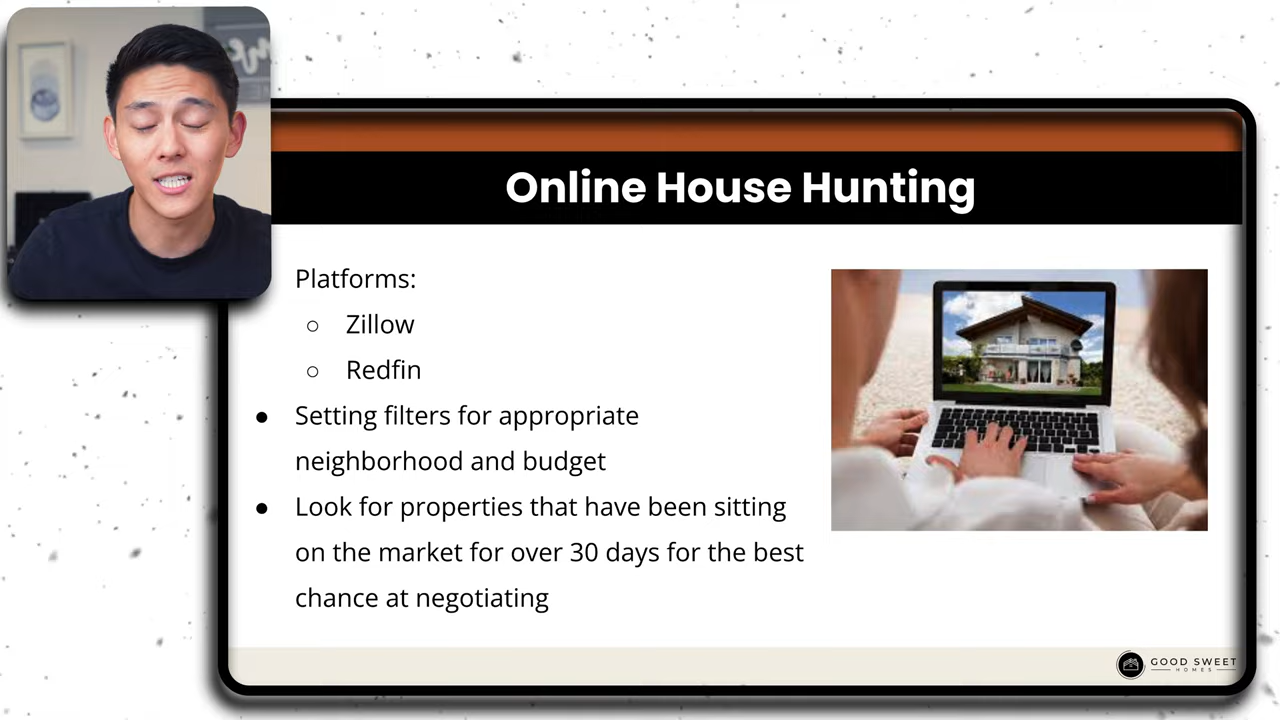 Online House Hunting
Platforms:
○ Zillow
○ Redfin
● Setting filters for appropriate
neighborhood and budget
● Look for properties that have been sitting
on the market for over 30 days for the best
chance at negotiating
GOOD SWEET
HOMES